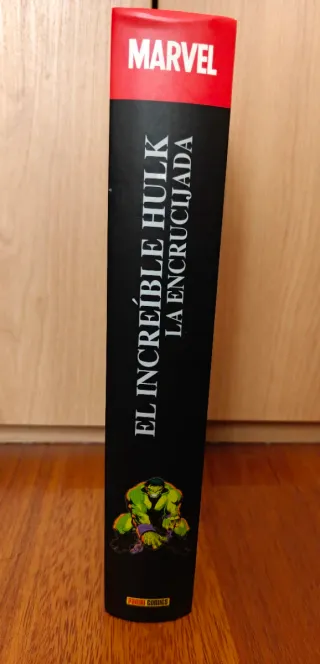 MARVEL
EL INCREÍBLE HULK
LA ENCRUCIJADA
PANINI COMICS